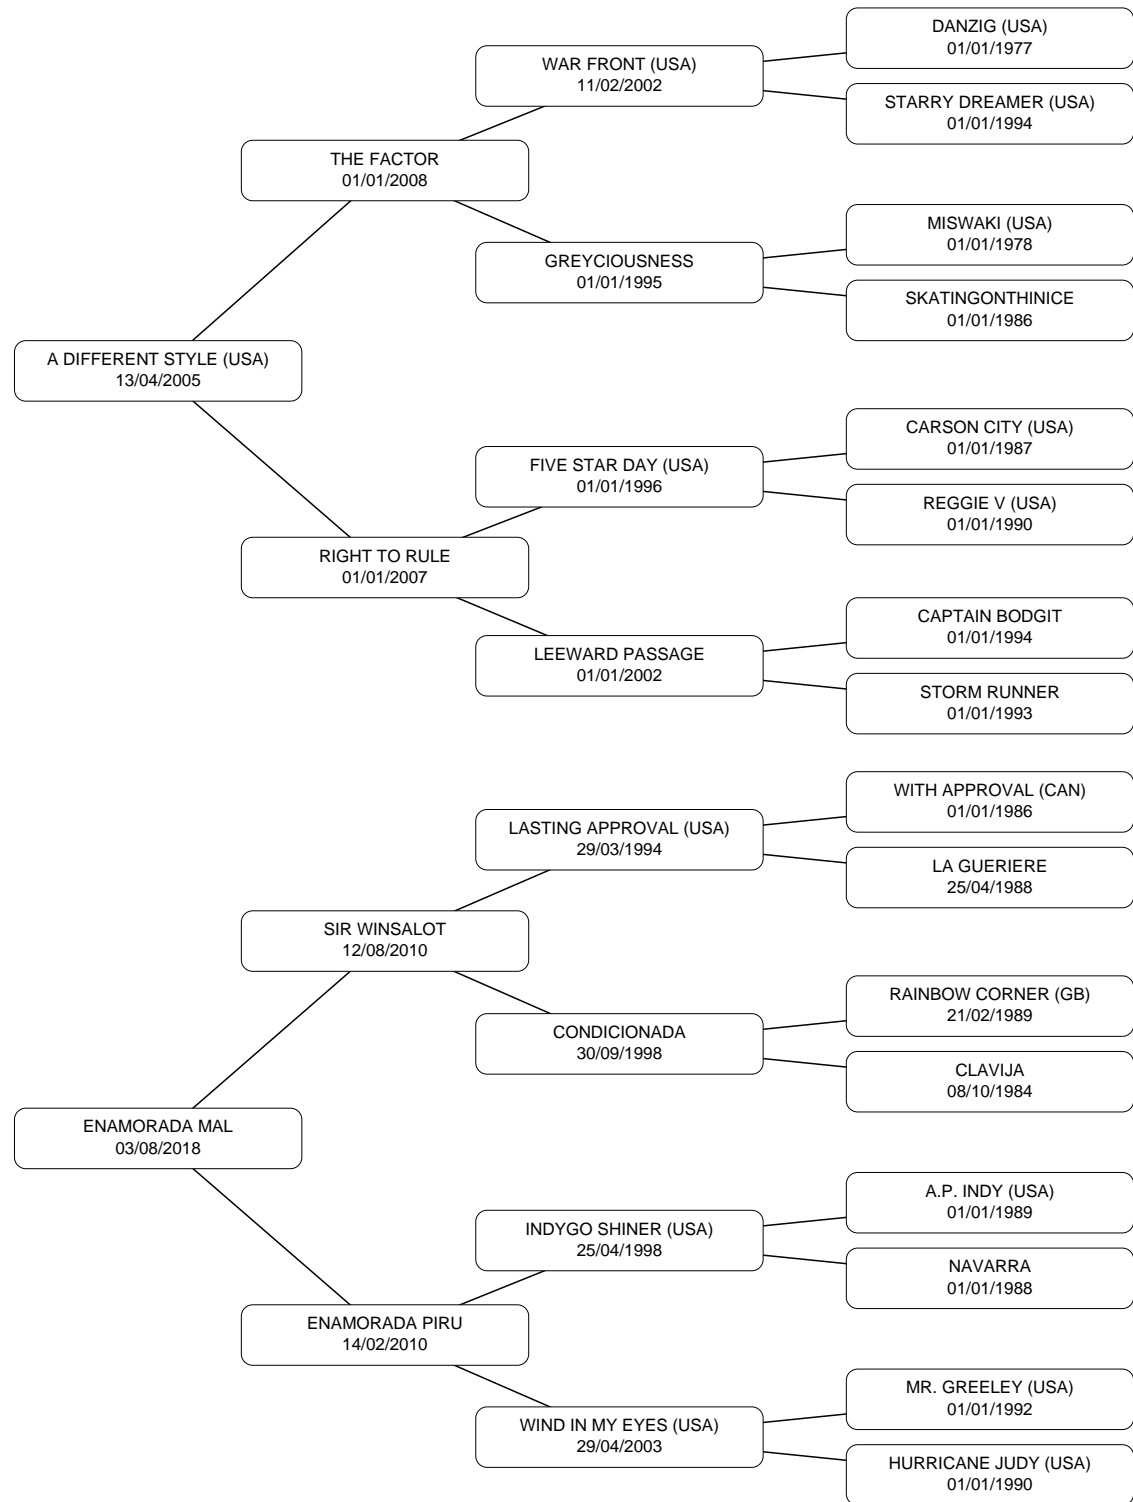 DANZIG (USA)
01/01/1977
WAR FRONT (USA)
11/02/2002
STARRY DREAMER (USA)
01/01/1994
THE FACTOR
01/01/2008
MISWAKI (USA)
01/01/1978
GREYCIOUSNESS
01/01/1995
SKATINGONTHINICE
01/01/1986
A DIFFERENT STYLE (USA)
13/04/2005
CARSON CITY (USA)
01/01/1987
FIVE STAR DAY (USA)
01/01/1996
REGGIE V (USA)
01/01/1990
RIGHT TO RULE
01/01/2007
CAPTAIN BODGIT
01/01/1994
LEEWARD PASSAGE
01/01/2002
STORM RUNNER
01/01/1993
WITH APPROVAL (CAN)
01/01/1986
LASTING APPROVAL (USA)
29/03/1994
LA GUERIERE
25/04/1988
SIR WINSALOT
12/08/2010
RAINBOW CORNER (GB)
21/02/1989
CONDICIONADA
30/09/1998
CLAVIJA
08/10/1984
ENAMORADA MAL
03/08/2018
A.P. INDY (USA)
01/01/1989
INDYGO SHINER (USA)
25/04/1998
NAVARRA
01/01/1988
ENAMORADA PIRU
14/02/2010
MR. GREELEY (USA)
01/01/1992
WIND IN MY EYES (USA)
29/04/2003
HURRICANE JUDY (USA)
01/01/1990